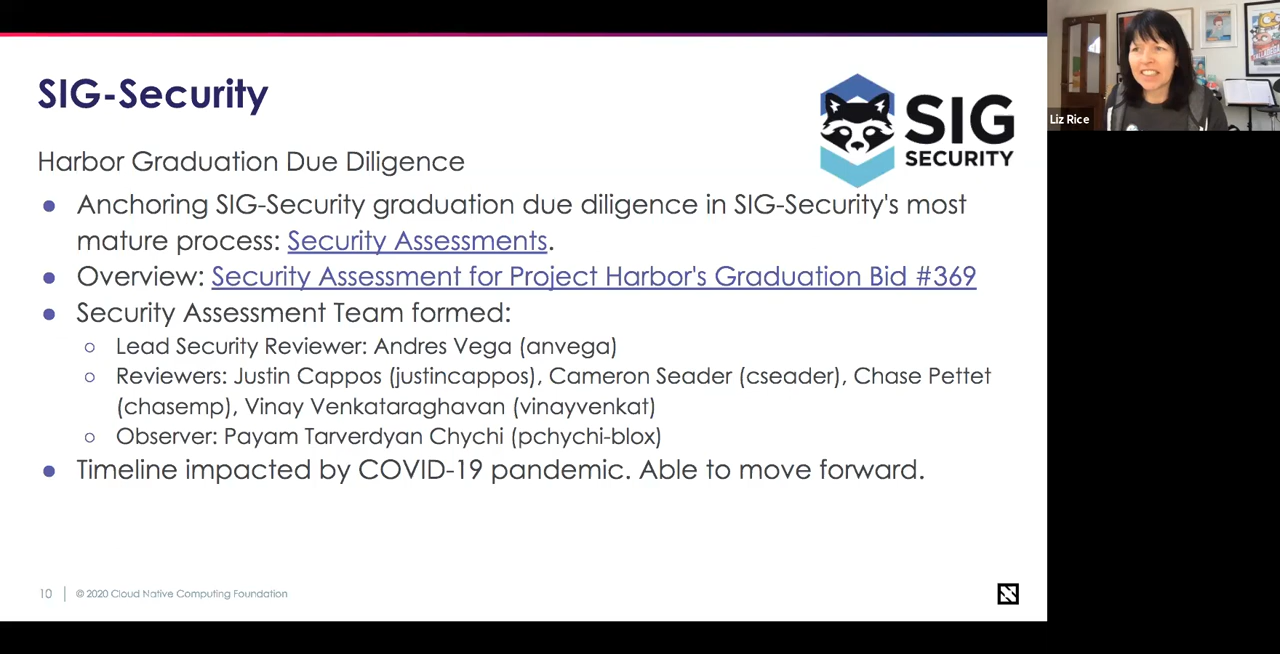 SIG-Security
SIG
SECURITY
Liz Rice
Harbor Graduation Due Diligence
● Anchoring SIG-Security graduation due diligence in SIG-Security's most
mature process: Security Assessments.
● Overview: Security Assessment for Project Harbor's Graduation Bid #369
● Security Assessment Team formed:
○ Lead Security Reviewer: Andres Vega (anvega)
○ Reviewers: Justin Cappos (justincappos), Cameron Seader (cseader), Chase Pettet
(chasemp), Vinay Venkataraghavan (vinayvenkat)
○ Observer: Payam Tarverdyan Chychi (pchychi-blox)
● Timeline impacted by COVID-19 pandemic. Able to move forward.
10 | © 2020 Cloud Native Computing Foundation